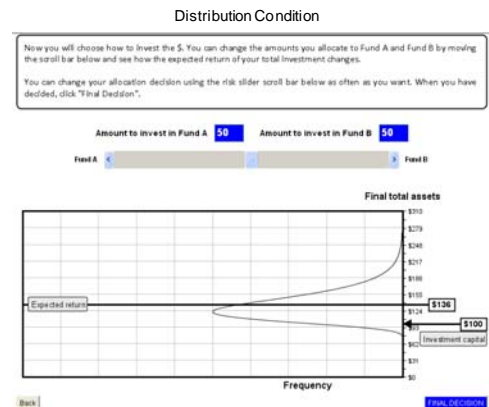 Distribution Condition
Now you will choose how to invest the $. You can change the amounts you allocate to Fund A and Fund B by moving
the scroll bar below and see how the expected return of your total investment changes.
You can change your allocation decision using the risk slider scroll bar below as often as you want. When you have
decided, click "Final Decision".
Amount to invest in Fund A 50 Amount to invest in Fund B 50
Fund A Fund B
Final total assets
$310
$279
$248
$217
$186
$155
Expected return $136
$124
$100
$93
Investment capital
$62
$31
$0
Frequency
Back FINAL DECISION